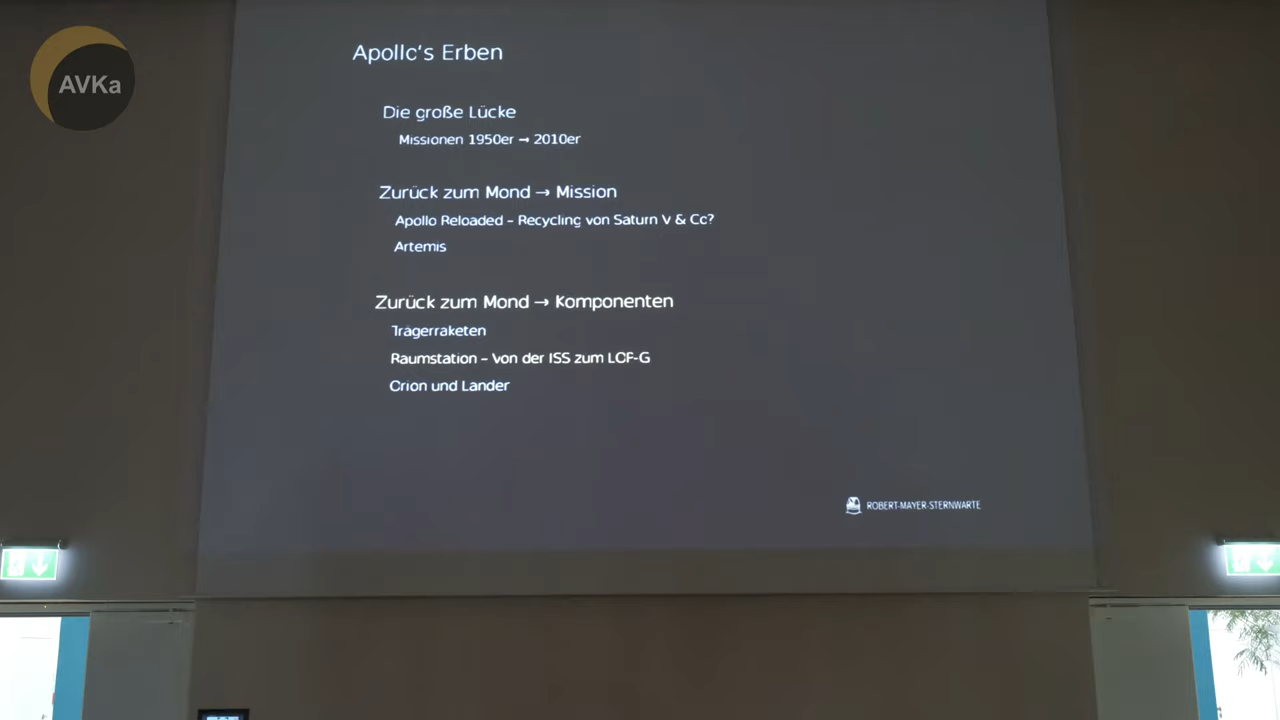 AVKa
Apollo's Erben
Die große Lücke
Missionen 1950er → 2010er
Zurück zum Mond → Mission
Apollo Reloaded – Recycling von Saturn V & Co?
Artemis
Zurück zum Mond → Komponenten
Trägerraketen
Raumstation – Von der ISS zum LOP-G
Orion und Lander
ROBERT-MAYER-STERNWARTE